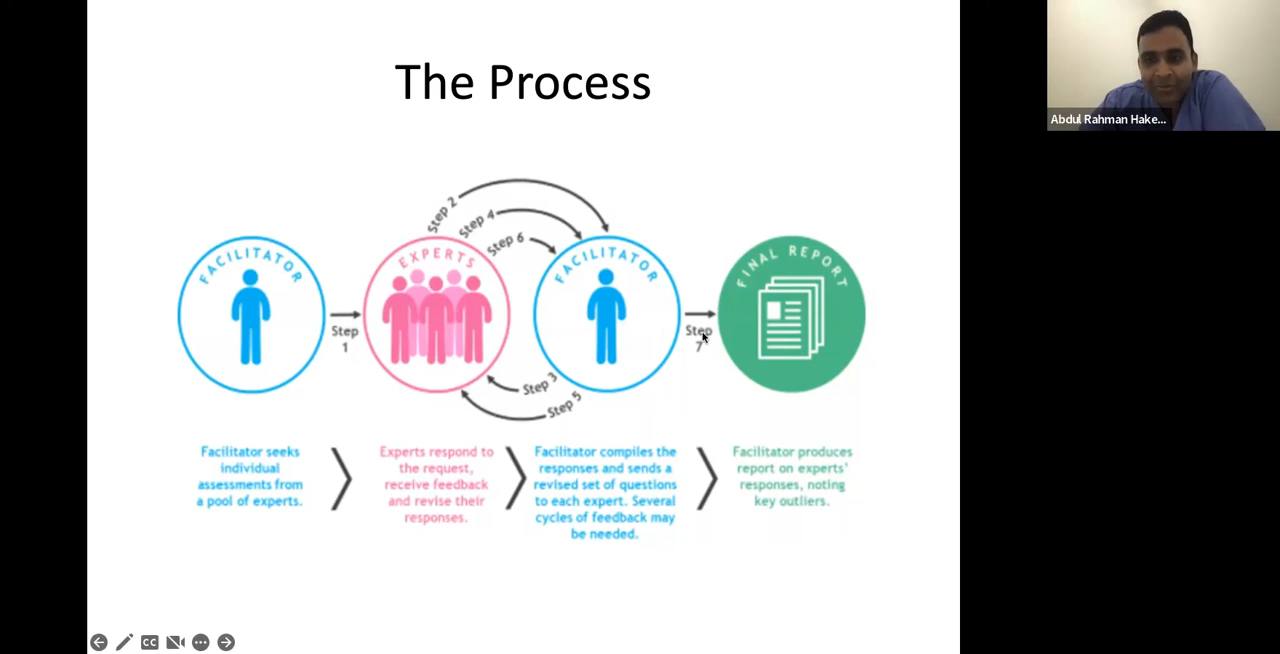 The Process
Abdul Rahman Hake...
Step 2
Step 4
Step 6
FACILITATOR
EXPERTS
FACILITATOR
FINAL REPORT
Step
1
Step
7
Step 3
Step 5
Facilitator seeks
individual
assessments from
a pool of experts.
Experts respond to
the request,
receive feedback
and revise their
responses.
Facilitator compiles the
responses and sends a
revised set of questions
to each expert. Several
cycles of feedback may
be needed.
Facilitator produces
report on experts'
responses, noting
key outliers.
CC